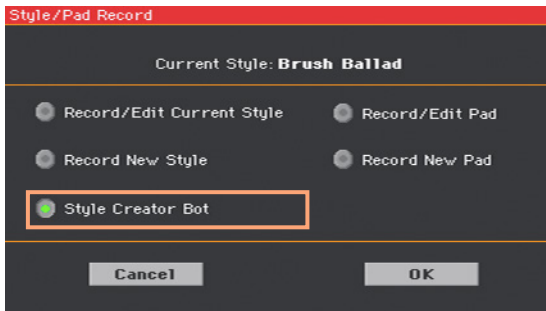 Style/Pad Record
Current Style: Brush Ballad
Record/Edit Current Style
Record/Edit Pad
Record New Style
Record New Pad
Style Creator Bot
Cancel
OK